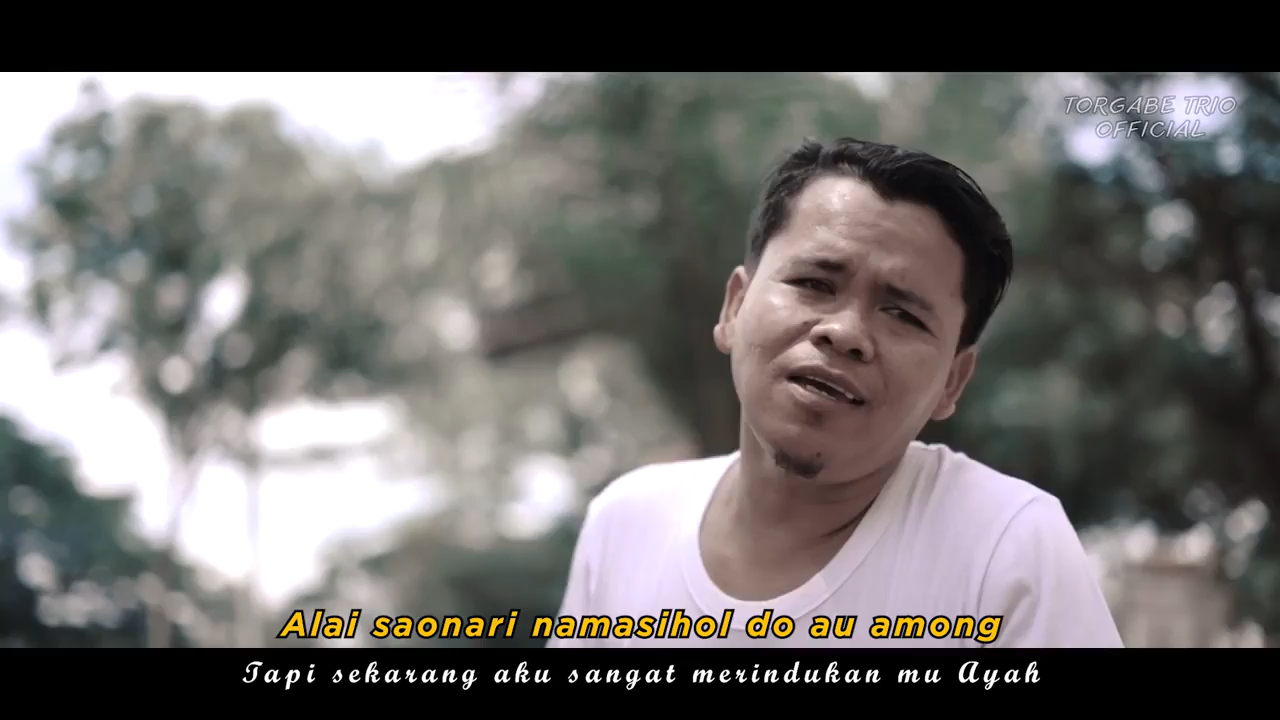 TORGABE TRIO
OFFICIAL
Alai saonari namasihol do au among
Tapi sekarang aku sangat merindukan mu Ayah